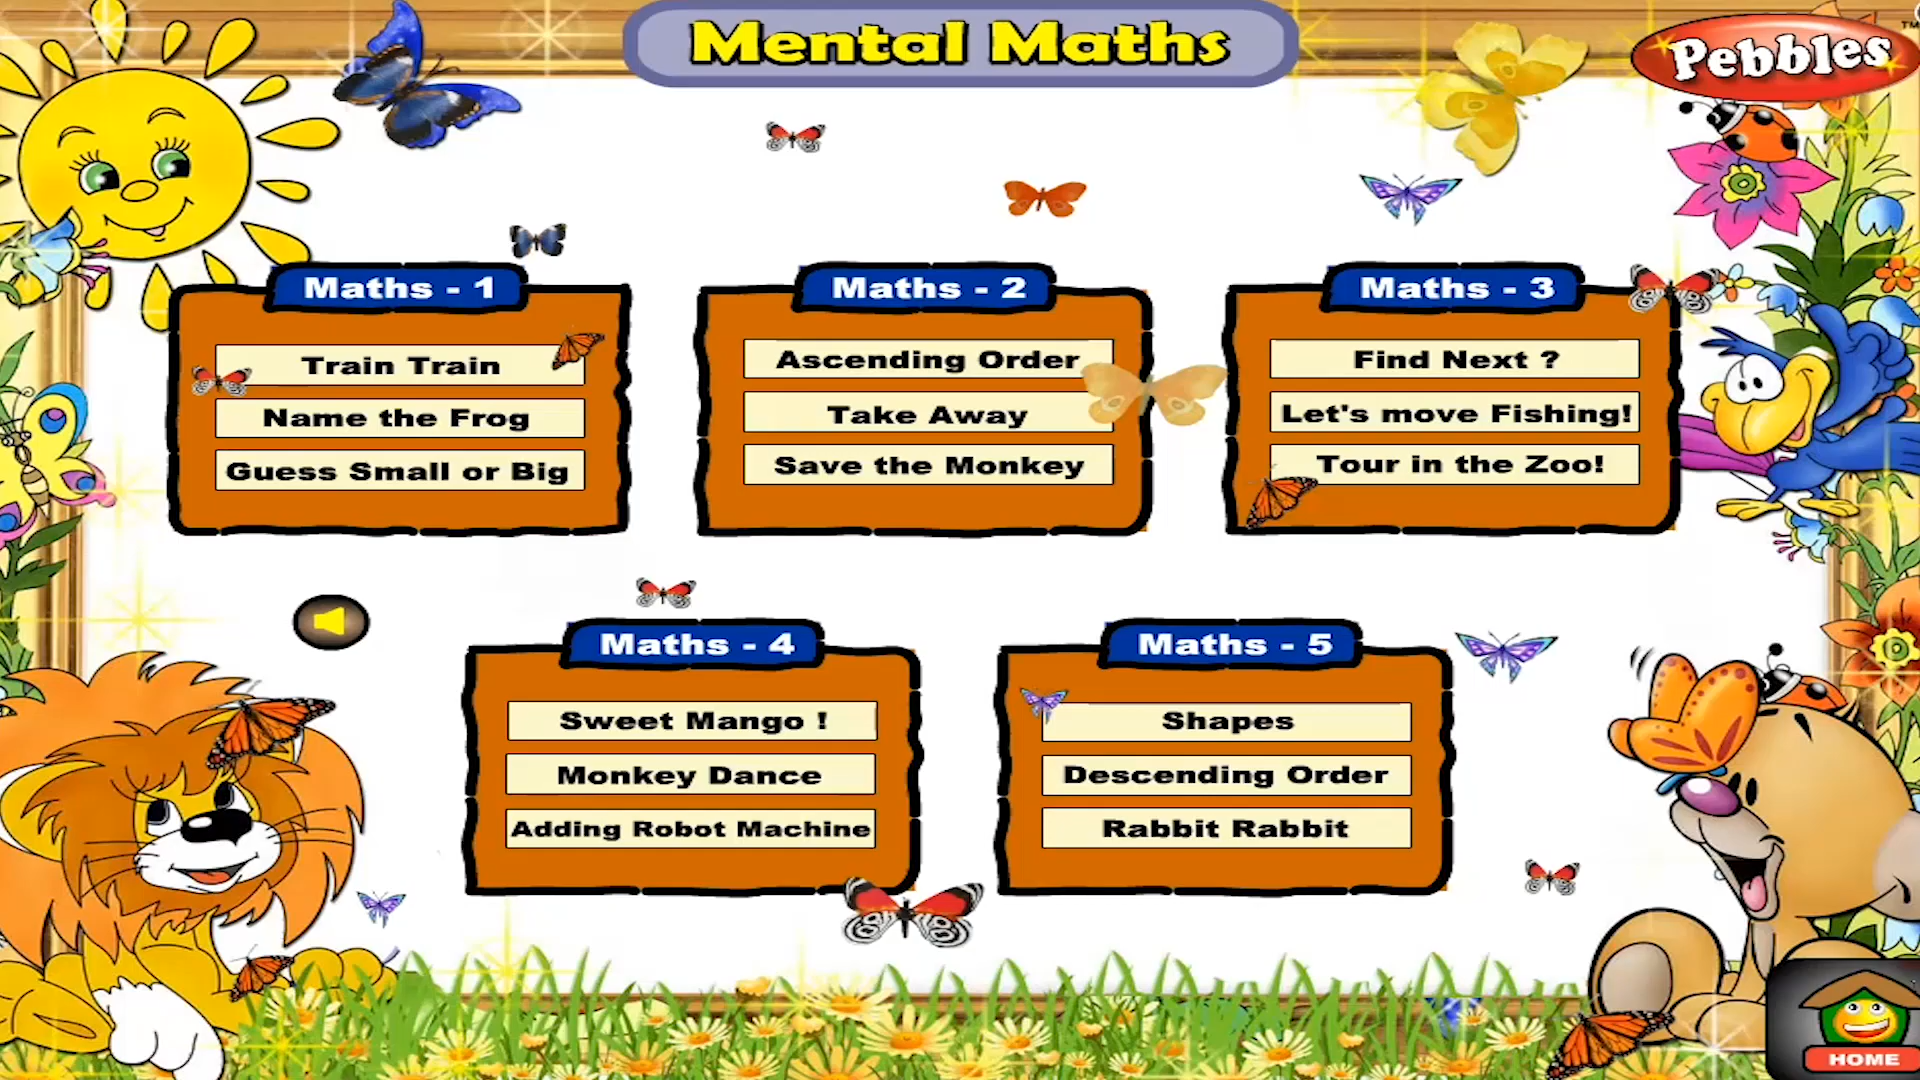 Mental Maths
Pebbles
TM
Maths - 1
Train Train
Name the Frog
Guess Small or Big
Maths - 2
Ascending Order
Take Away
Save the Monkey
Maths - 3
Find Next ?
Let's move Fishing!
Tour in the Zoo!
Maths - 4
Sweet Mango !
Monkey Dance
Adding Robot Machine
Maths - 5
Shapes
Descending Order
Rabbit Rabbit
HOME